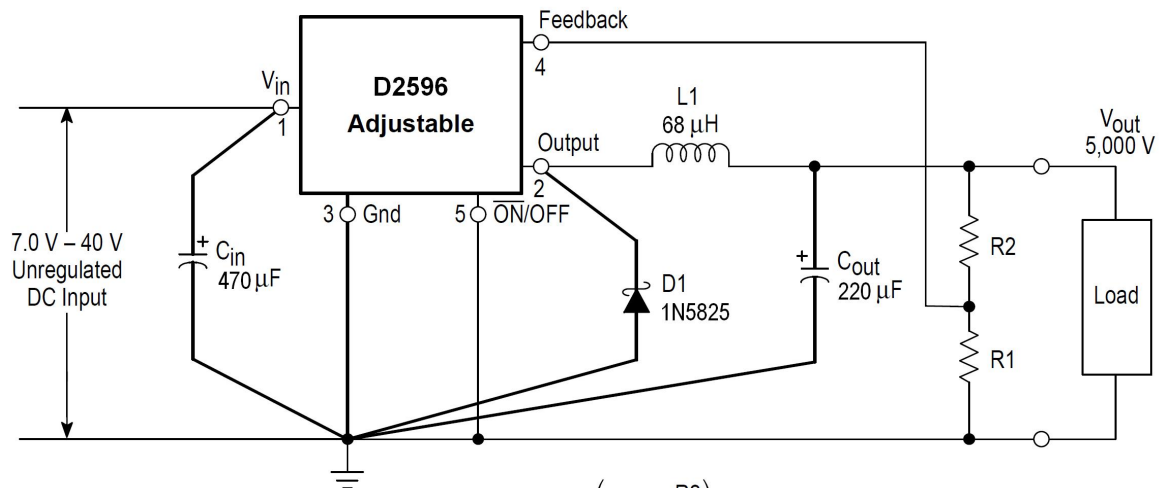 Feedback
4
D2596
Adjustable
Vin
1
L1
68 μH
Output
2
Vout
5,000 V
3 Gnd
5 ON/OFF
7.0 V – 40 V
Unregulated
DC Input
+
Cin
470 μF
D1
1N5825
+
Cout
220 μF
R2
R1
Load